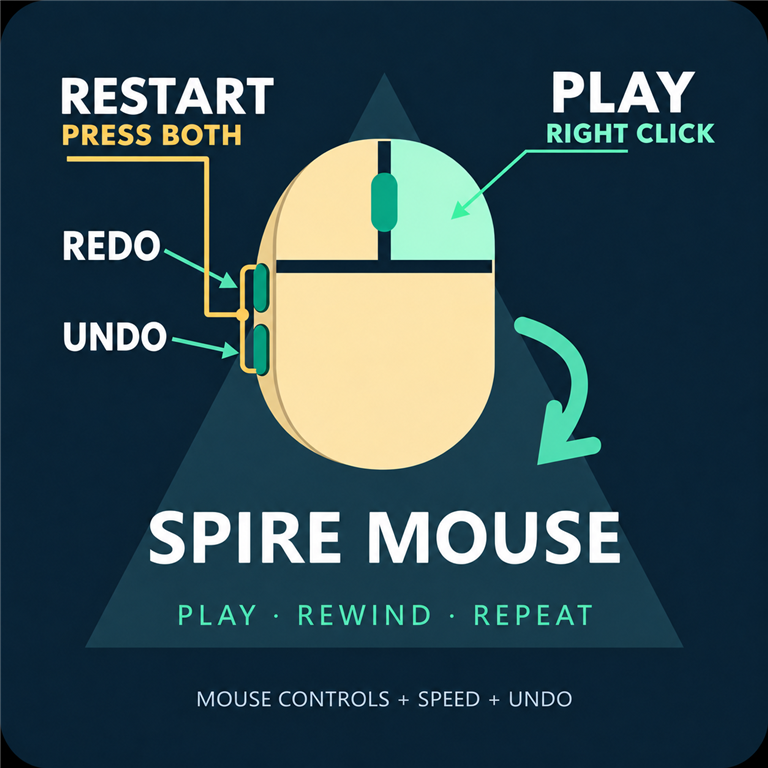 RESTART
PRESS BOTH
PLAY
RIGHT CLICK
REDO
UNDO
SPIRE MOUSE
PLAY · REWIND · REPEAT
MOUSE CONTROLS + SPEED + UNDO